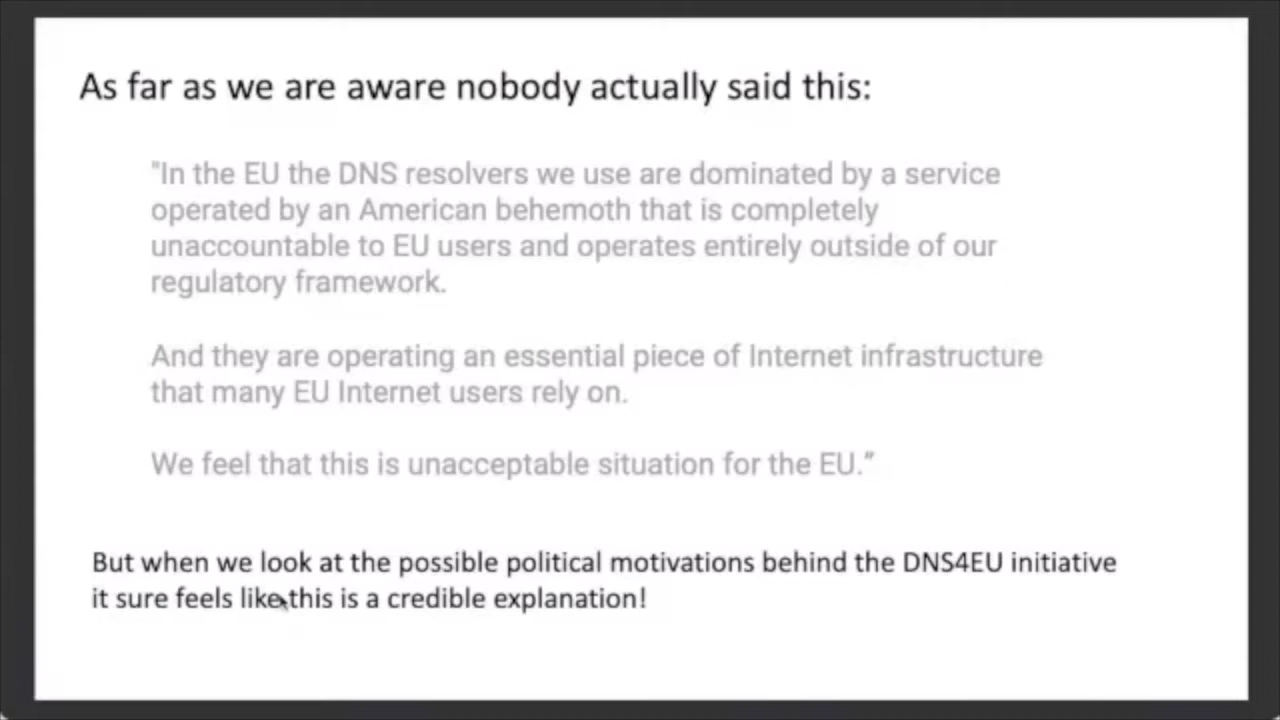 As far as we are aware nobody actually said this:
"In the EU the DNS resolvers we use are dominated by a service
operated by an American behemoth that is completely
unaccountable to EU users and operates entirely outside of our
regulatory framework.
And they are operating an essential piece of Internet infrastructure
that many EU Internet users rely on.
We feel that this is unacceptable situation for the EU.”
But when we look at the possible political motivations behind the DNS4EU initiative
it sure feels like this is a credible explanation!